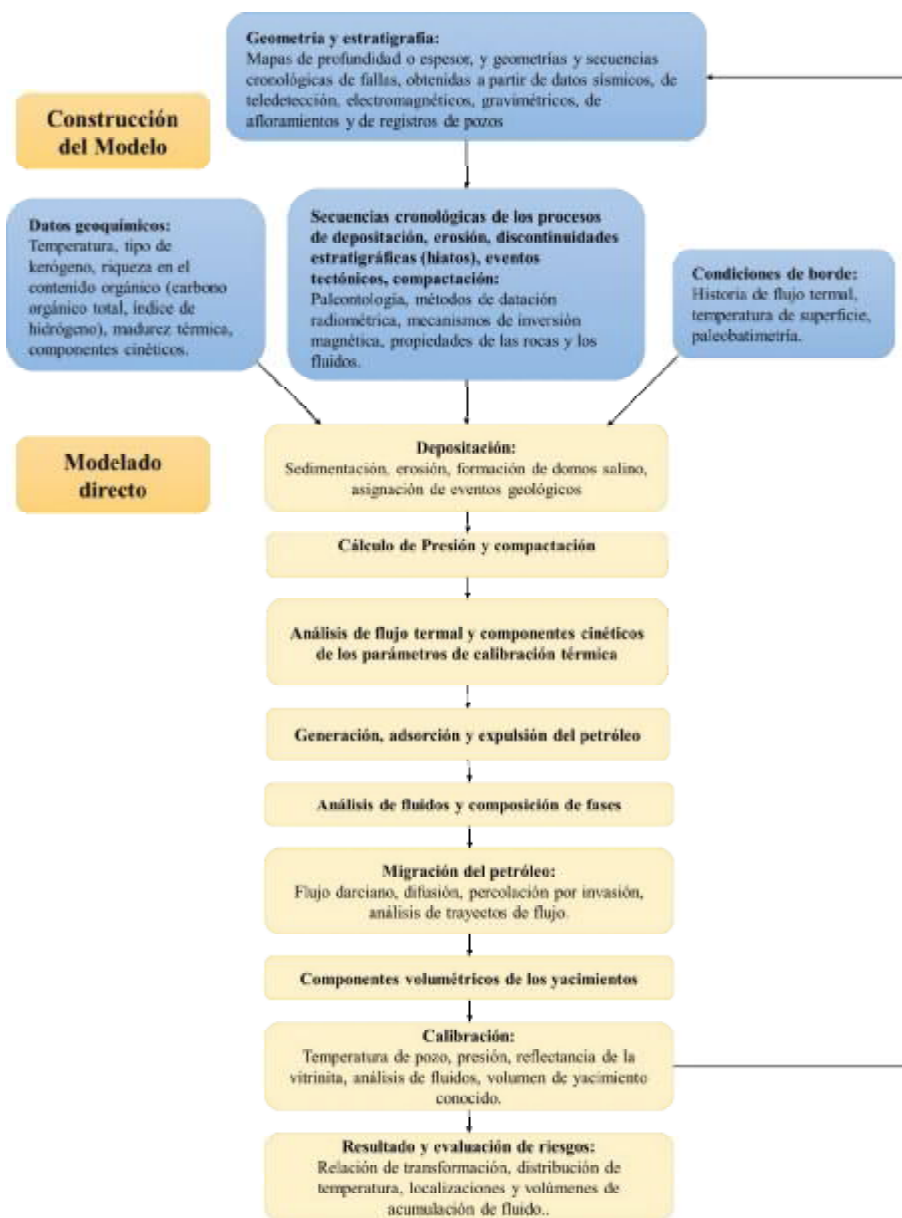 Geometría y estratigrafía:
Mapas de profundidad o espesor, y geometrías y secuencias
cronológicas de fallas, obtenidas a partir de datos sísmicos, de
teledetección, electromagnéticos, gravimétricos, de
afloramientos y de registros de pozos
Construcción
del Modelo
Datos geoquímicos:
Temperatura, tipo de
kerógeno, riqueza en el
contenido orgánico (carbono
orgánico total, índice de
hidrógeno), madurez térmica,
componentes cinéticos.
Secuencias cronológicas de los procesos
de depositación, erosión, discontinuidades
estratigráficas (hiatos), eventos
tectónicos, compactación:
Paleontología, métodos de datación
radiométrica, mecanismos de inversión
magnética, propiedades de las rocas y los
fluidos.
Condiciones de borde:
Historia de flujo termal,
temperatura de superficie,
paleobatimetría.
Modelado
directo
Depositación:
Sedimentación, erosión, formación de domos salino,
asignación de eventos geológicos
Cálculo de Presión y compactación
Análisis de flujo termal y componentes cinéticos
de los parámetros de calibración térmica
Generación, adsorción y expulsión del petróleo
Análisis de fluidos y composición de fases
Migración del petróleo:
Flujo darciano, difusión, percolación por invasión,
análisis de trayectos de flujo.
Componentes volumétricos de los yacimientos
Calibración:
Temperatura de pozo, presión, reflectancia de la
vitrinita, análisis de fluidos, volumen de yacimiento
conocido.
Resultado y evaluación de riesgos:
Relación de transformación, distribución de
temperatura, localizaciones y volúmenes de
acumulación de fluido..